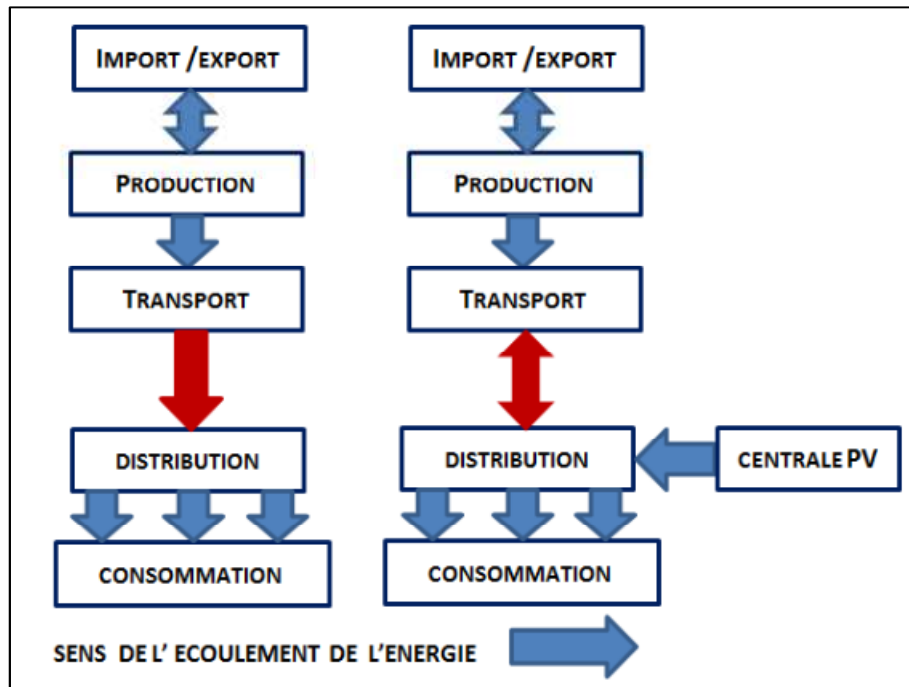 IMPORT /EXPORT
PRODUCTION
TRANSPORT
DISTRIBUTION
CONSOMMATION
IMPORT /EXPORT
PRODUCTION
TRANSPORT
DISTRIBUTION
CENTRALE PV
CONSOMMATION
SENS DE L' ECOULEMENT DE L'ENERGIE